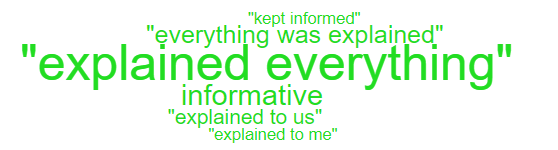 "kept informed"
"everything was explained"
"explained everything"
informative
"explained to us"
"explained to me"